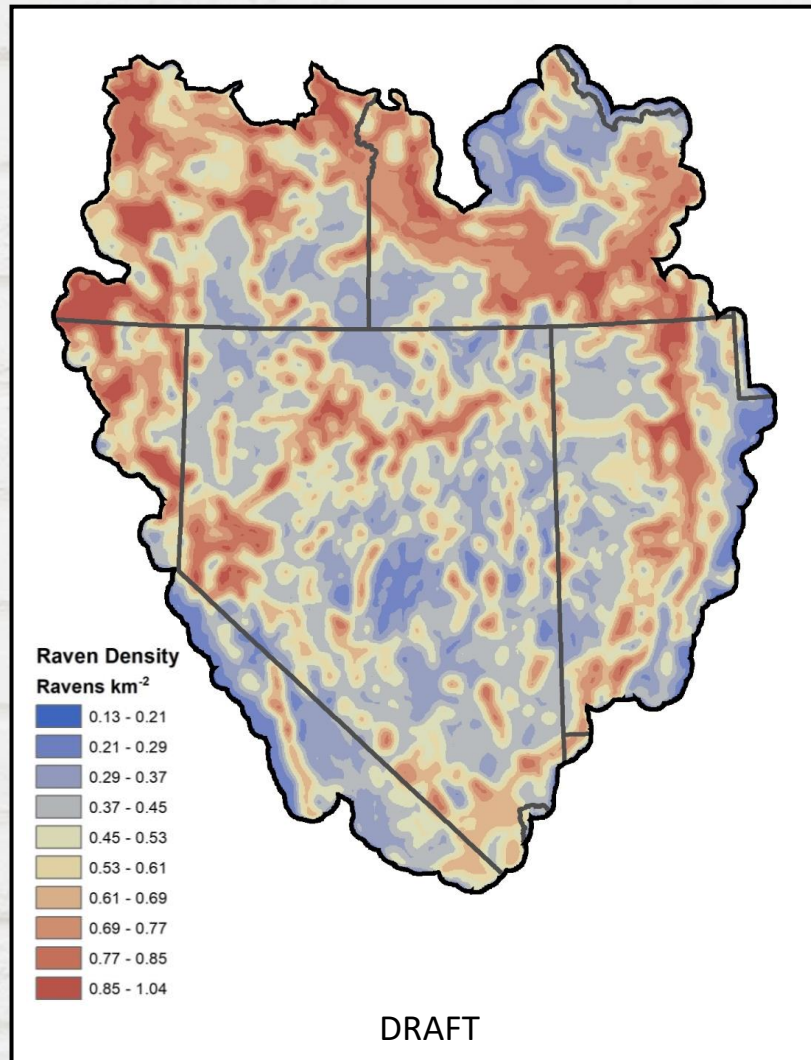 Raven Density
Ravens km⁻²
0.13 - 0.21
0.21 - 0.29
0.29 - 0.37
0.37 - 0.45
0.45 - 0.53
0.53 - 0.61
0.61 - 0.69
0.69 - 0.77
0.77 - 0.85
0.85 - 1.04
DRAFT